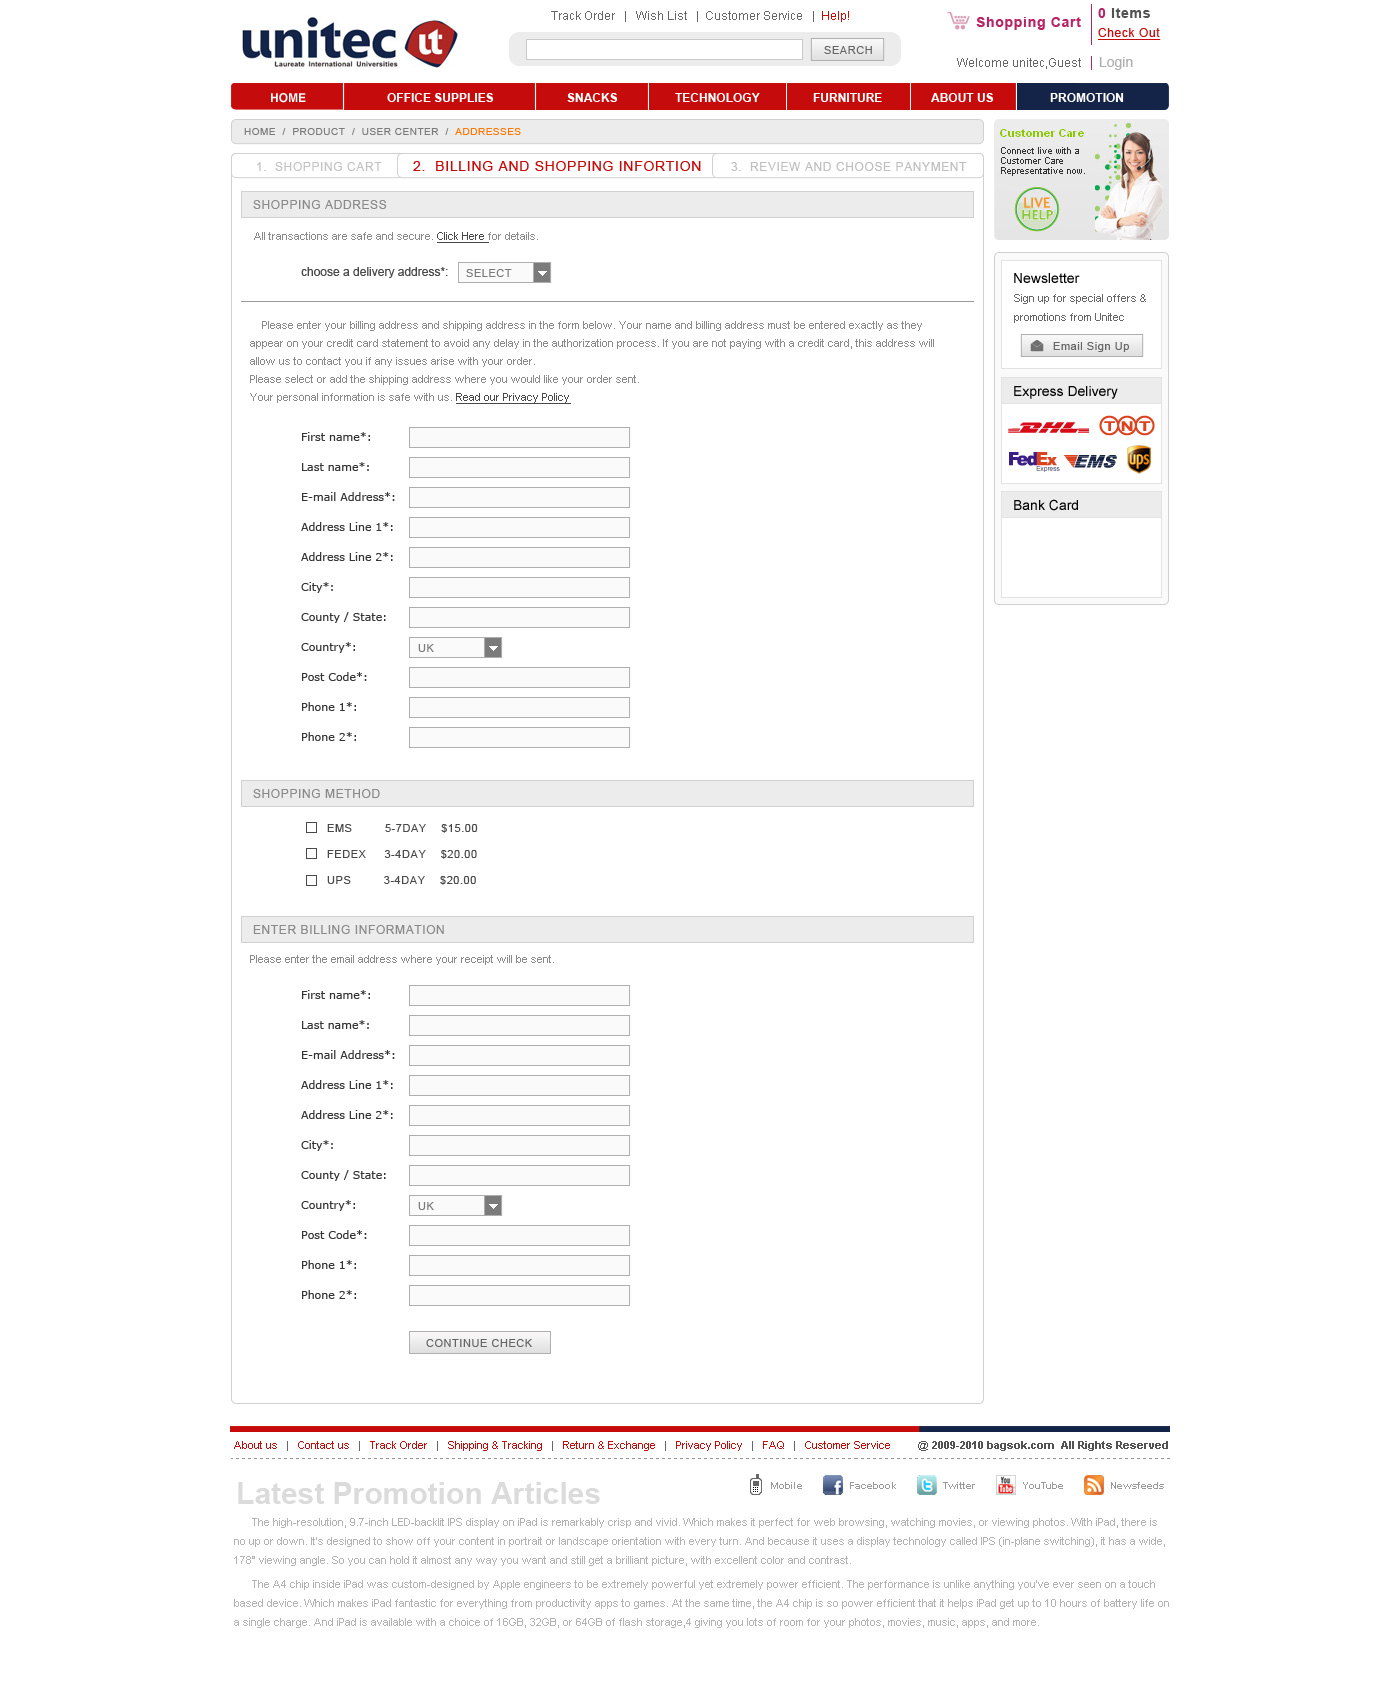 Track Order | Wish List | Customer Service | Help!
unitec ut
Laureate International Universities
SEARCH
Shopping Cart
0 Items
Check Out
Welcome unitec,Guest | Login
HOME OFFICE SUPPLIES SNACKS TECHNOLOGY FURNITURE ABOUT US PROMOTION
HOME / PRODUCT / USER CENTER / ADDRESSES
1. SHOPPING CART 2. BILLING AND SHOPPING INFORTION 3. REVIEW AND CHOOSE PANYMENT
SHOPPING ADDRESS
All transactions are safe and secure. Click Here for details.
choose a delivery address*: SELECT
Please enter your billing address and shipping address in the form below. Your name and billing address must be entered exactly as they
appear on your credit card statement to avoid any delay in the authorization process. If you are not paying with a credit card, this address will
allow us to contact you if any issues arise with your order.
Please select or add the shipping address where you would like your order sent.
Your personal information is safe with us. Read our Privacy Policy
First name*:
Last name*:
E-mail Address*:
Address Line 1*:
Address Line 2*:
City*:
County / State:
Country*: UK
Post Code*:
Phone 1*:
Phone 2*:
SHOPPING METHOD
EMS 5-7DAY $15.00
FEDEX 3-4DAY $20.00
UPS 3-4DAY $20.00
ENTER BILLING INFORMATION
Please enter the email address where your receipt will be sent.
First name*:
Last name*:
E-mail Address*:
Address Line 1*:
Address Line 2*:
City*:
County / State:
Country*: UK
Post Code*:
Phone 1*:
Phone 2*:
CONTINUE CHECK
Customer Care
Connect live with a
Customer Care
Representative now.
LIVE
HELP
Newsletter
Sign up for special offers &
promotions from Unitec
Email Sign Up
Express Delivery
DHL TNT
FedEx Express EMS ups
Bank Card
About us | Contact us | Track Order | Shipping & Tracking | Return & Exchange | Privacy Policy | FAQ | Customer Service @ 2009-2010 bagsok.com All Rights Reserved
Latest Promotion Articles
Mobile Facebook Twitter You Tube YouTube Newsfeeds
The high-resolution, 9.7-inch LED-backlit IPS display on iPad is remarkably crisp and vivid. Which makes it perfect for web browsing, watching movies, or viewing photos. With iPad, there is
no up or down. It's designed to show off your content in portrait or landscape orientation with every turn. And because it uses a display technology called IPS (in-plane switching), it has a wide,
178° viewing angle. So you can hold it almost any way you want and still get a brilliant picture, with excellent color and contrast.
The A4 chip inside iPad was custom-designed by Apple engineers to be extremely powerful yet extremely power efficient. The performance is unlike anything you've ever seen on a touch
based device. Which makes iPad fantastic for everything from productivity apps to games. At the same time, the A4 chip is so power efficient that it helps iPad get up to 10 hours of battery life on
a single charge. And iPad is available with a choice of 16GB, 32GB, or 64GB of flash storage,4 giving you lots of room for your photos, movies, music, apps, and more.